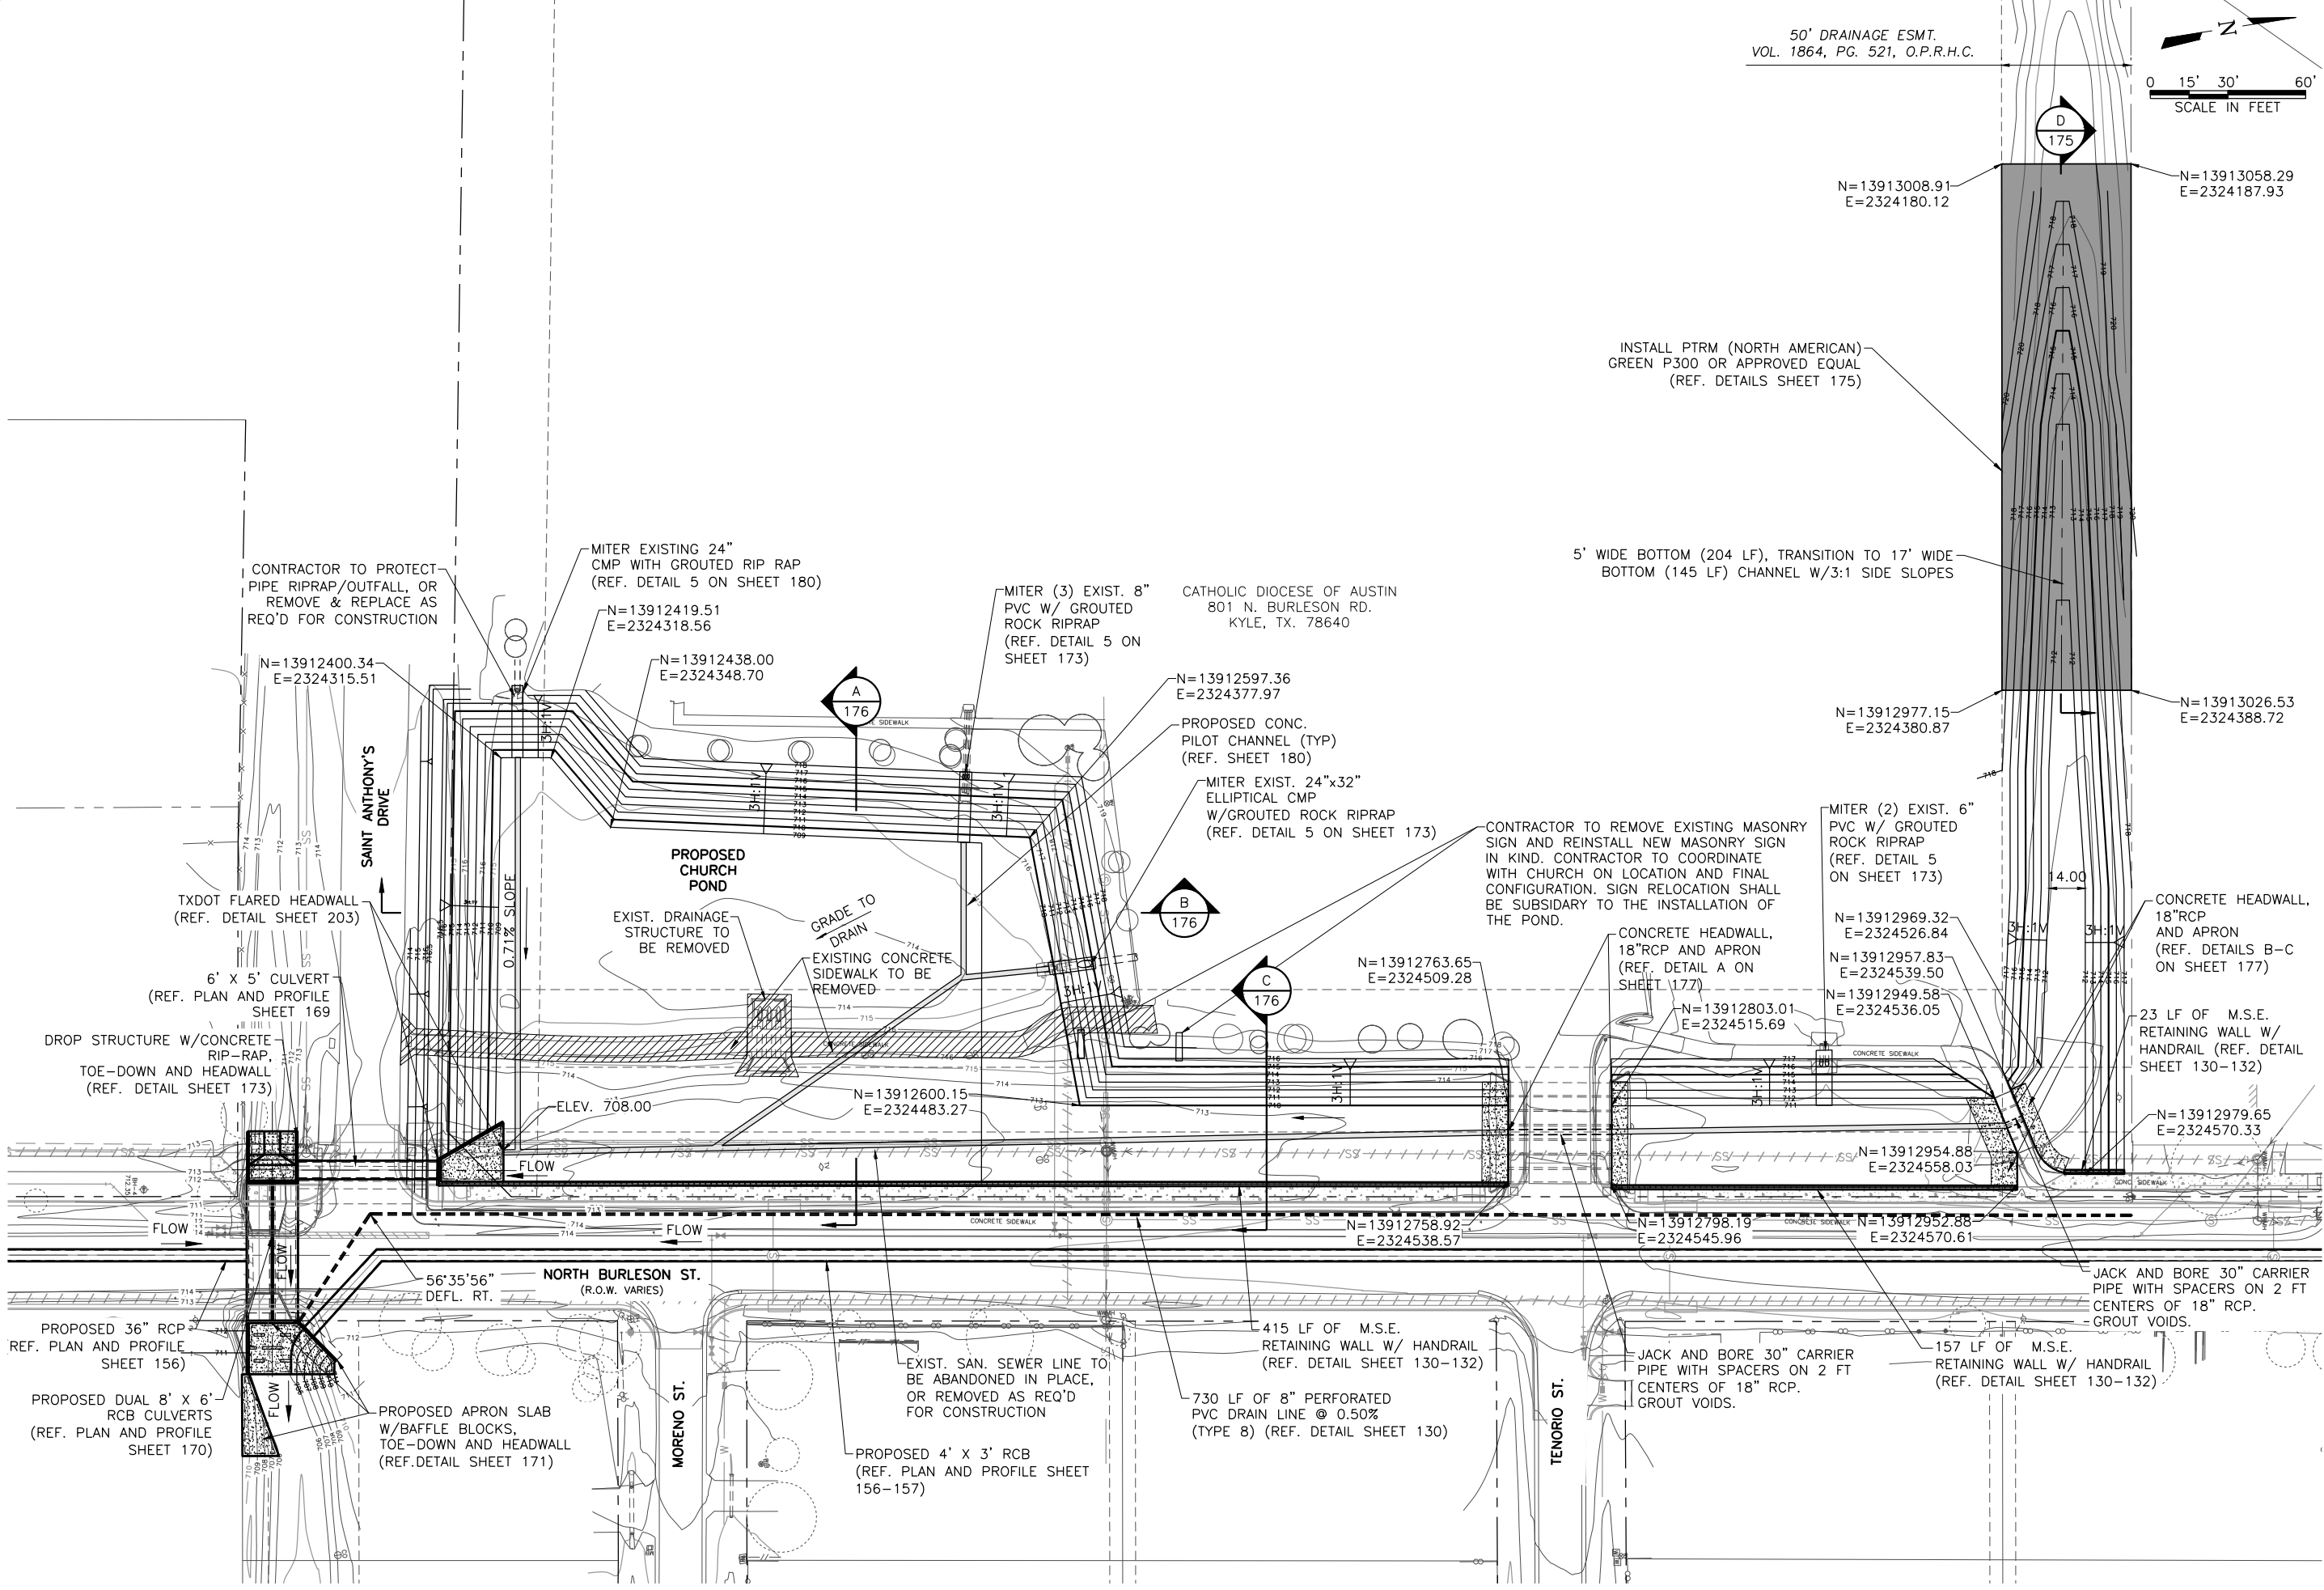 50' DRAINAGE ESMT.
VOL. 1864, PG. 521, O.P.R.H.C.
N
0 15' 30' 60'
SCALE IN FEET
D
175
N=13913008.91
E=2324180.12
N=13913058.29
E=2324187.93
INSTALL PTRM (NORTH AMERICAN)
GREEN P300 OR APPROVED EQUAL
(REF. DETAILS SHEET 175)
5' WIDE BOTTOM (204 LF), TRANSITION TO 17' WIDE
BOTTOM (145 LF) CHANNEL W/3:1 SIDE SLOPES
N=13912977.15
E=2324380.87
N=13913026.53
E=2324388.72
CONTRACTOR TO PROTECT
PIPE RIPRAP/OUTFALL, OR
REMOVE & REPLACE AS
REQ'D FOR CONSTRUCTION
MITER EXISTING 24"
CMP WITH GROUTED RIP RAP
(REF. DETAIL 5 ON SHEET 180)
N=13912419.51
E=2324318.56
N=13912400.34
E=2324315.51
N=13912438.00
E=2324348.70
A
176
MITER (3) EXIST. 8"
PVC W/ GROUTED
ROCK RIPRAP
(REF. DETAIL 5 ON
SHEET 173)
CATHOLIC DIOCESE OF AUSTIN
801 N. BURLESON RD.
KYLE, TX. 78640
N=13912597.36
E=2324377.97
PROPOSED CONC.
PILOT CHANNEL (TYP)
(REF. SHEET 180)
MITER EXIST. 24"x32"
ELLIPTICAL CMP
W/GROUTED ROCK RIPRAP
(REF. DETAIL 5 ON SHEET 173)
CONTRACTOR TO REMOVE EXISTING MASONRY
SIGN AND REINSTALL NEW MASONRY SIGN
IN KIND. CONTRACTOR TO COORDINATE
WITH CHURCH ON LOCATION AND FINAL
CONFIGURATION. SIGN RELOCATION SHALL
BE SUBSIDARY TO THE INSTALLATION OF
THE POND.
MITER (2) EXIST. 6"
PVC W/ GROUTED
ROCK RIPRAP
(REF. DETAIL 5
ON SHEET 173)
14.00
CONCRETE HEADWALL,
18"RCP
AND APRON
(REF. DETAILS B-C
ON SHEET 177)
SAINT ANTHONY'S
DRIVE
PROPOSED
CHURCH
POND
0.71% SLOPE
3H:1V
3H:1V
3H:1V
3H:1V
3H:1V
3H:1V
3H:1V
3H:1V
TXDOT FLARED HEADWALL
(REF. DETAIL SHEET 203)
EXIST. DRAINAGE
STRUCTURE TO
BE REMOVED
GRADE TO
DRAIN
EXISTING CONCRETE
SIDEWALK TO BE
REMOVED
B
176
C
176
N=13912763.65
E=2324509.28
CONCRETE HEADWALL,
18"RCP AND APRON
(REF. DETAIL A ON
SHEET 177)
N=13912803.01
E=2324515.69
N=13912969.32
E=2324526.84
N=13912957.83
E=2324539.50
N=13912949.58
E=2324536.05
6' X 5' CULVERT
(REF. PLAN AND PROFILE
SHEET 169
DROP STRUCTURE W/CONCRETE
RIP-RAP,
TOE-DOWN AND HEADWALL
(REF. DETAIL SHEET 173)
23 LF OF M.S.E.
RETAINING WALL W/
HANDRAIL (REF. DETAIL
SHEET 130-132)
ELEV. 708.00
N=13912600.15
E=2324483.27
CONCRETE SIDEWALK
N=13912979.65
E=2324570.33
N=13912954.88
E=2324558.03
FLOW
CONC. SIDEWALK
FLOW
FLOW
CONCRETE SIDEWALK
N=13912758.92
E=2324538.57
N=13912798.19
E=2324545.96
CONCRETE SIDEWALK
N=13912952.88
E=2324570.61
FLOW
56°35'56"
DEFL. RT.
NORTH BURLESON ST.
(R.O.W. VARIES)
JACK AND BORE 30" CARRIER
PIPE WITH SPACERS ON 2 FT
CENTERS OF 18" RCP.
GROUT VOIDS.
PROPOSED 36" RCP
(REF. PLAN AND PROFILE
SHEET 156)
PROPOSED DUAL 8' X 6'
RCB CULVERTS
(REF. PLAN AND PROFILE
SHEET 170)
FLOW
PROPOSED APRON SLAB
W/BAFFLE BLOCKS,
TOE-DOWN AND HEADWALL
(REF.DETAIL SHEET 171)
MORENO ST.
EXIST. SAN. SEWER LINE TO
BE ABANDONED IN PLACE,
OR REMOVED AS REQ'D
FOR CONSTRUCTION
PROPOSED 4' X 3' RCB
(REF. PLAN AND PROFILE SHEET
156-157)
415 LF OF M.S.E.
RETAINING WALL W/ HANDRAIL
(REF. DETAIL SHEET 130-132)
730 LF OF 8" PERFORATED
PVC DRAIN LINE @ 0.50%
(TYPE 8) (REF. DETAIL SHEET 130)
TENORIO ST.
JACK AND BORE 30" CARRIER
PIPE WITH SPACERS ON 2 FT
CENTERS OF 18" RCP.
GROUT VOIDS.
157 LF OF M.S.E.
RETAINING WALL W/ HANDRAIL
(REF. DETAIL SHEET 130-132)